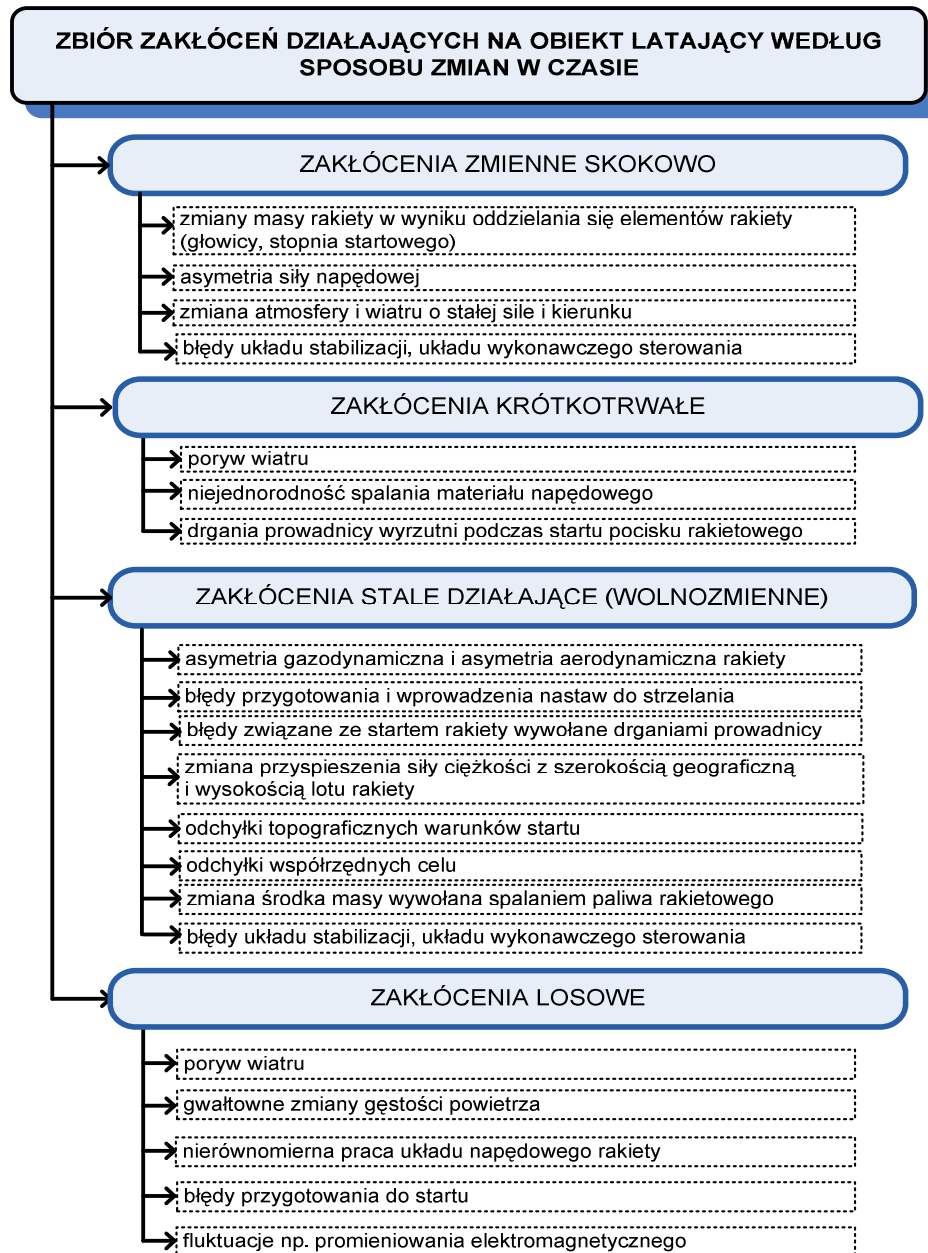 ZBIÓR ZAKŁÓCEŃ DZIAŁAJĄCYCH NA OBIEKT LATAJĄCY WEDŁUG
SPOSOBU ZMIAN W CZASIE
ZAKŁÓCENIA ZMIENNE SKOKOWO
zmiany masy rakiety w wyniku oddzielania się elementów rakiety
(głowicy, stopnia startowego)
asymetria siły napędowej
zmiana atmosfery i wiatru o stałej sile i kierunku
błędy układu stabilizacji, układu wykonawczego sterowania
ZAKŁÓCENIA KRÓTKOTRWAŁE
poryw wiatru
niejednorodność spalania materiału napędowego
drgania prowadnicy wyrzutni podczas startu pocisku rakietowego
ZAKŁÓCENIA STALE DZIAŁAJĄCE (WOLNOZMIENNE)
asymetria gazodynamiczna i asymetria aerodynamiczna rakiety
błędy przygotowania i wprowadzenia nastaw do strzelania
błędy związane ze startem rakiety wywołane drganiami prowadnicy
zmiana przyspieszenia siły ciężkości z szerokością geograficzną
i wysokością lotu rakiety
odchyłki topograficznych warunków startu
odchyłki współrzędnych celu
zmiana środka masy wywołana spalaniem paliwa rakietowego
błędy układu stabilizacji, układu wykonawczego sterowania
ZAKŁÓCENIA LOSOWE
poryw wiatru
gwałtowne zmiany gęstości powietrza
nierównomierna praca układu napędowego rakiety
błędy przygotowania do startu
fluktuacje np. promieniowania elektromagnetycznego